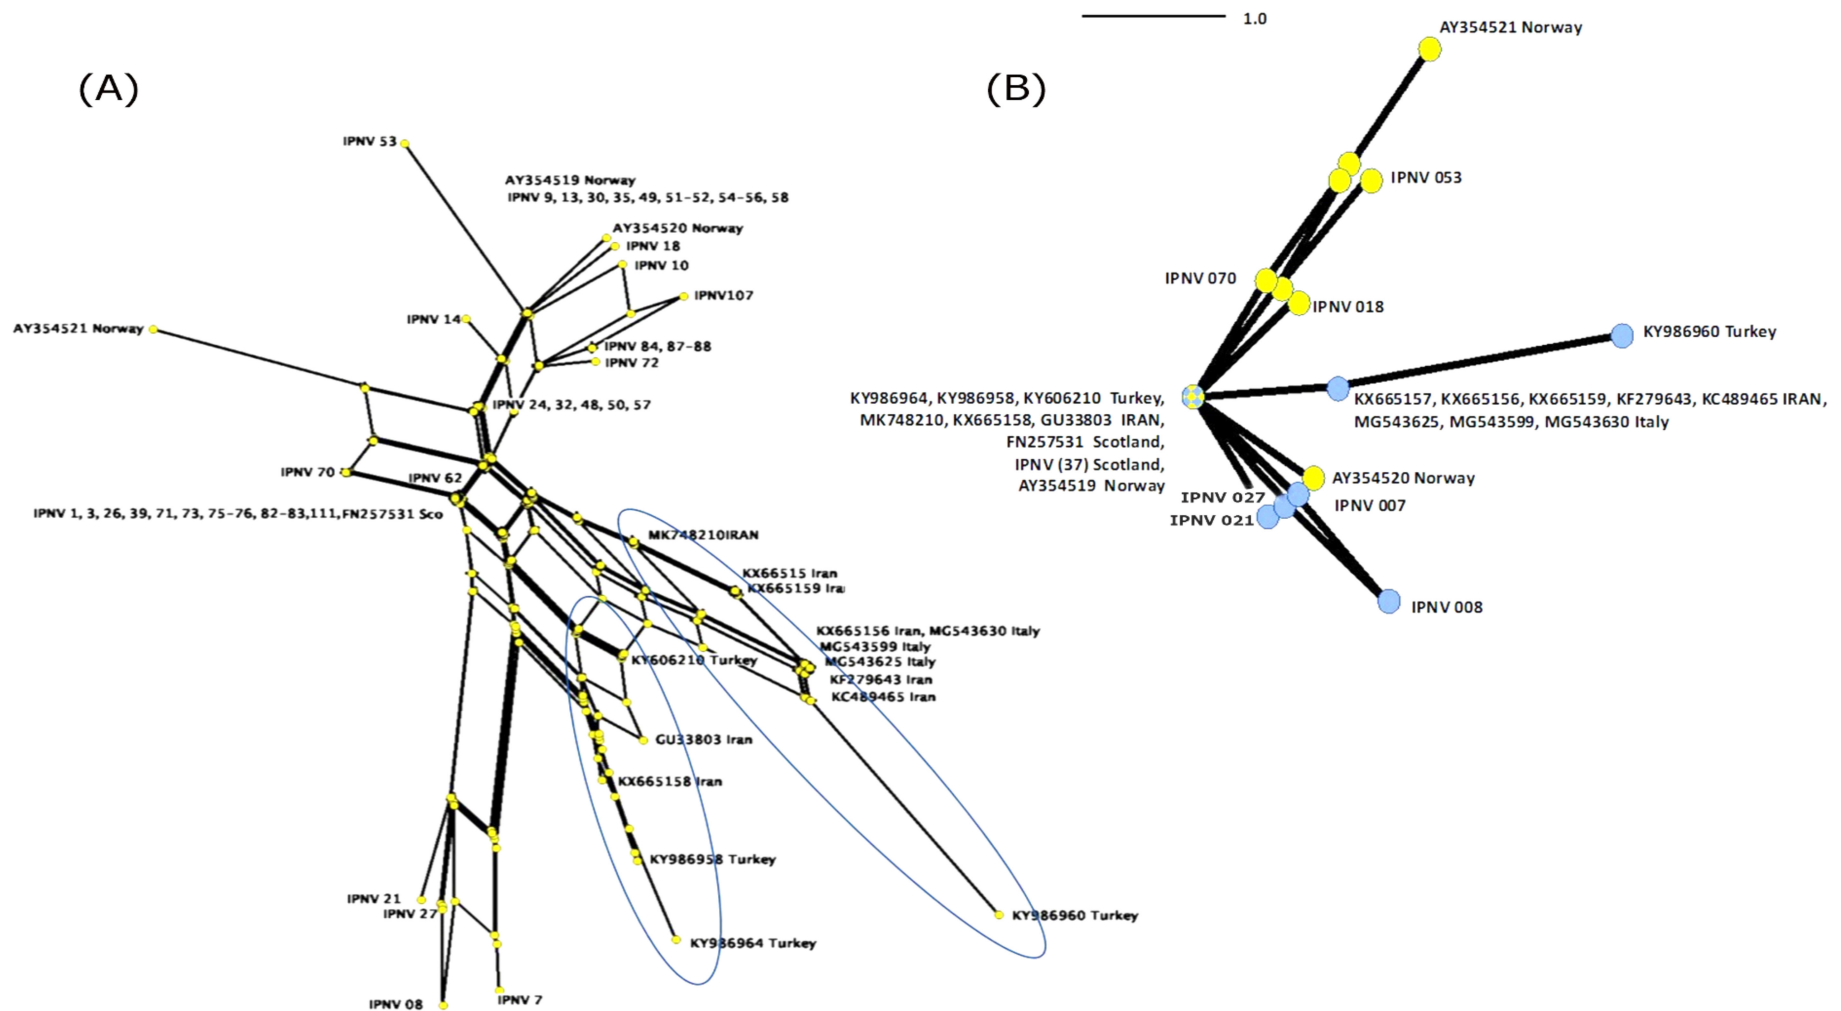 (A)
IPNV 53
AY354519 Norway
IPNV 9, 13, 30, 35, 49, 51-52, 54-56, 58
AY354520 Norway
IPNV 18
IPNV 10
IPNV107
IPNV 14
AY354521 Norway
IPNV 84, 87-88
IPNV 72
IPNV 24, 32, 48, 50, 57
IPNV 70
IPNV 62
IPNV 1, 3, 26, 39, 71, 73, 75-76, 82-83,111,FN257531 Sco
MK748210IRAN
KX66515 Iran
KX665159 Ira
KX665156 Iran, MG543630 Italy
MG543599 Italy
MG543625 Italy
KF279643 Iran
KC489465 Iran
KY606210 Turkey
GU33803 Iran
KX665158 Iran
KY986958 Turkey
IPNV 21
IPNV 27
KY986964 Turkey
KY986960 Turkey
IPNV 08
IPNV 7
1.0
(B)
AY354521 Norway
IPNV 053
IPNV 070
IPNV 018
KY986960 Turkey
KY986964, KY986958, KY606210 Turkey,
MK748210, KX665158, GU33803 IRAN,
FN257531 Scotland,
IPNV (37) Scotland,
AY354519 Norway
KX665157, KX665156, KX665159, KF279643, KC489465 IRAN,
MG543625, MG543599, MG543630 Italy
AY354520 Norway
IPNV 027
IPNV 007
IPNV 021
IPNV 008